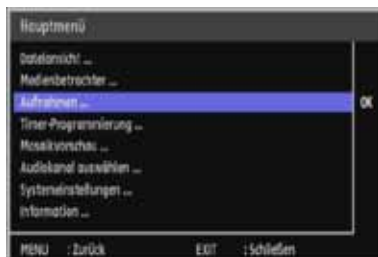 Hauptmenü
Dateiansicht ...
Medienbetrachter ...
Aufnahmen ...
OK
Timer-Programmierung ...
Mosaikvorschau ...
Audiokanal auswählen ...
Systemeinstellungen ...
Information ...
MENU : Zurück EXIT : Schließen